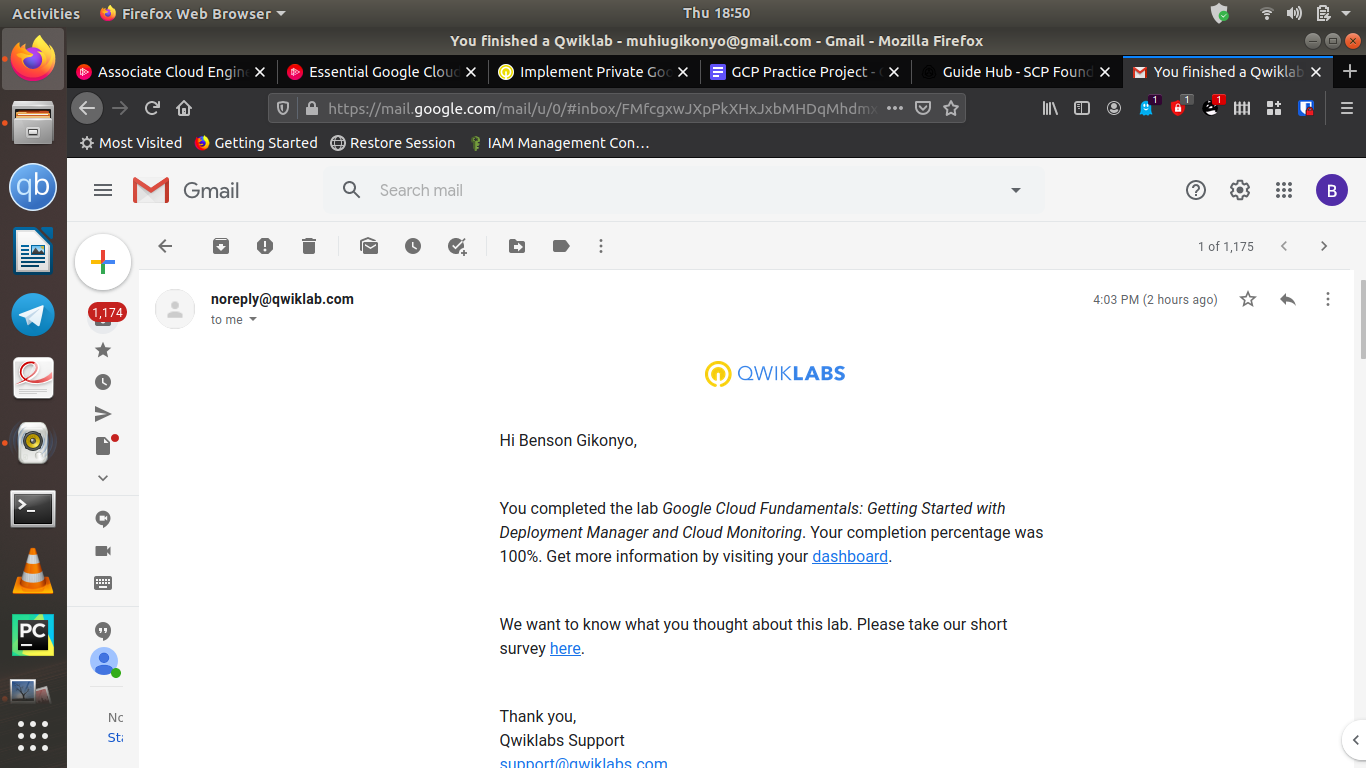 Activities Firefox Web Browser Thu 18:50
You finished a Qwiklab - muhiugikonyo@gmail.com - Gmail - Mozilla Firefox
Associate Cloud Engine Essential Google Cloud Implement Private Goo GCP Practice Project - Guide Hub - SCP Found You finished a Qwiklab
https://mail.google.com/mail/u/0/#inbox/FMfcgxwJXpPkXHxJxbMHDqMhdmx 1 1 1
Most Visited Getting Started Restore Session IAM Management Con…
qb
Gmail Search mail B
1 of 1,175
1,174
noreply@qwiklab.com 4:03 PM (2 hours ago)
to me
QWIKLABS
Hi Benson Gikonyo,
You completed the lab Google Cloud Fundamentals: Getting Started with
Deployment Manager and Cloud Monitoring. Your completion percentage was
100%. Get more information by visiting your dashboard.
We want to know what you thought about this lab. Please take our short
survey here.
PC
Thank you,
Qwiklabs Support
support@qwiklabs.com